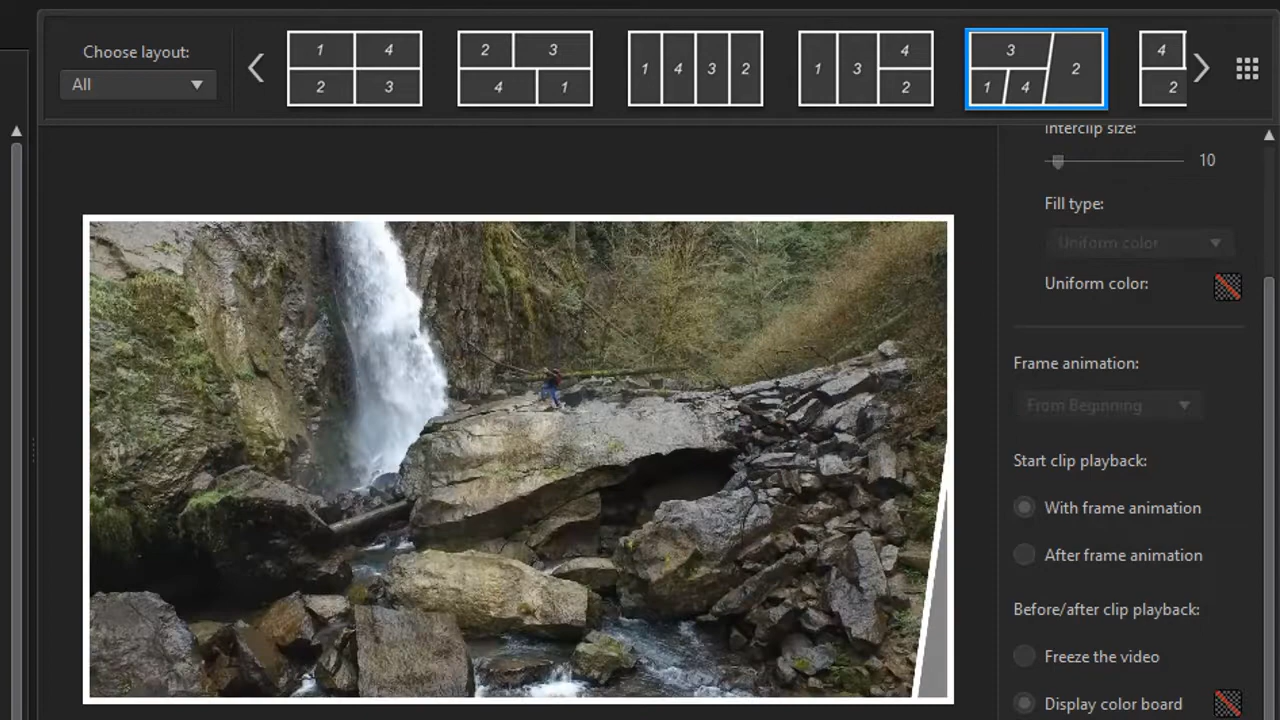 Choose layout:
All
1 4
2 3
2 3
4 1
1 4 3 2
1 3 4
2
3 2
1 4
4
2
Interclip size:
10
Fill type:
Uniform color
Uniform color:
Frame animation:
From Beginning
Start clip playback:
With frame animation
After frame animation
Before/after clip playback:
Freeze the video
Display color board